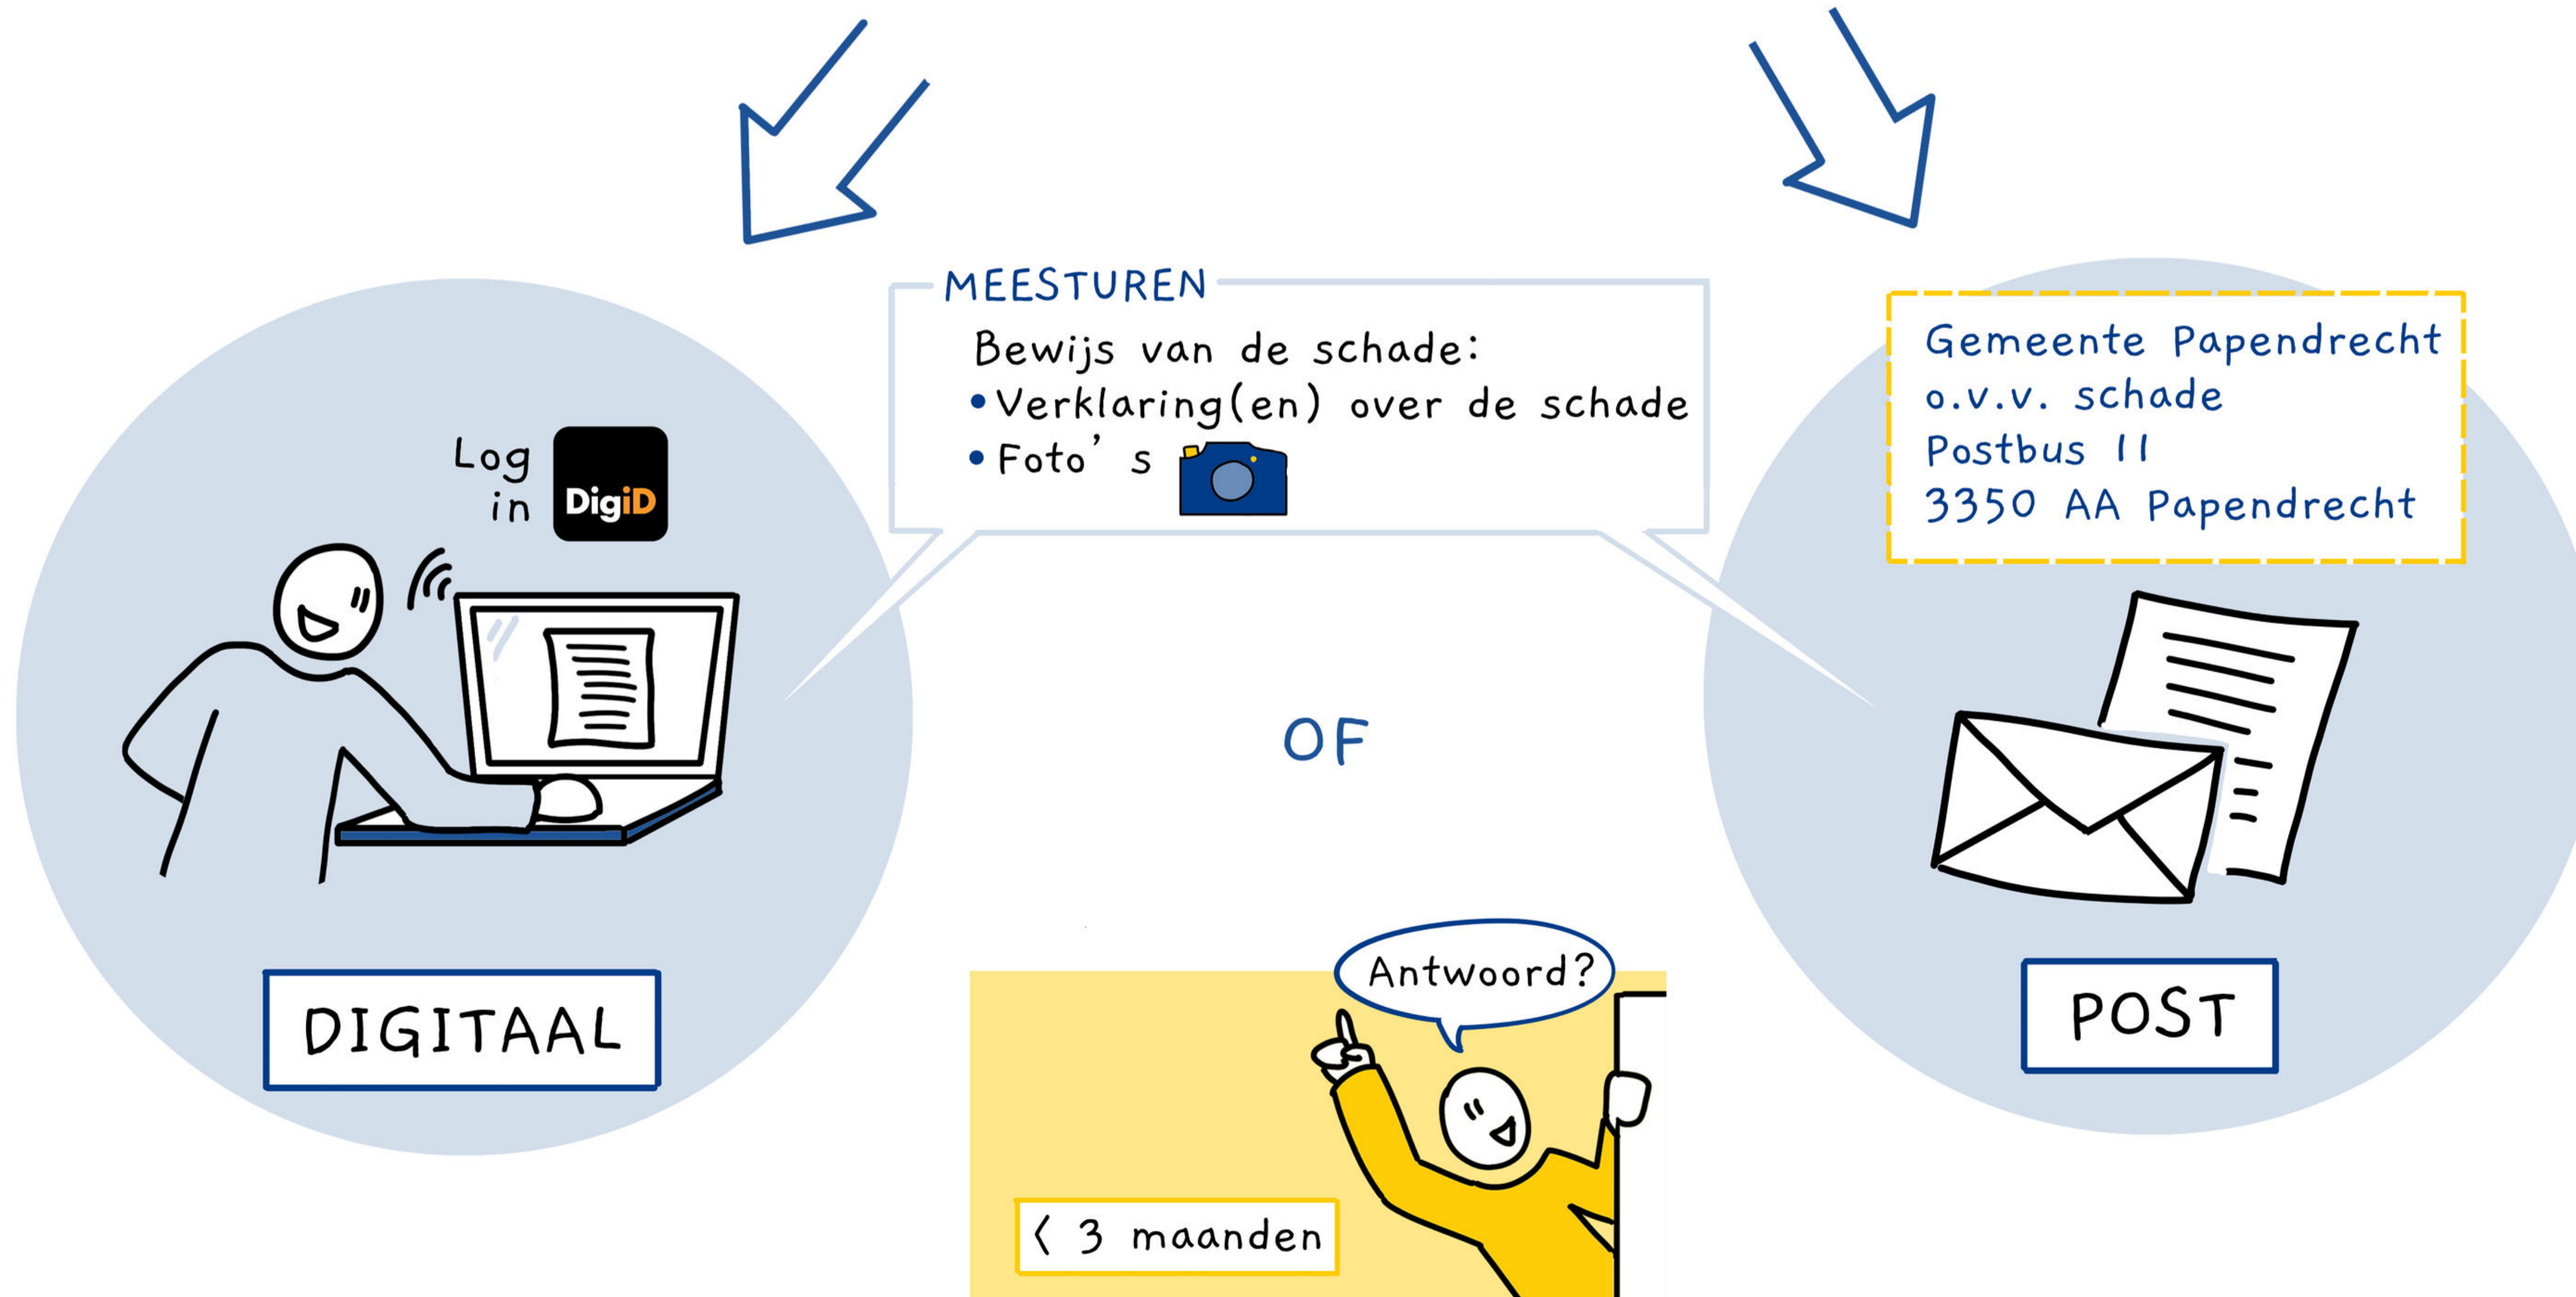 MEESTUREN
Bewijs van de schade:
•Verklaring(en) over de schade
•Foto's
Log
in
DigiD
Gemeente Papendrecht
o.v.v. schade
Postbus 11
3350 AA Papendrecht
OF
DIGITAAL
POST
Antwoord?
< 3 maanden